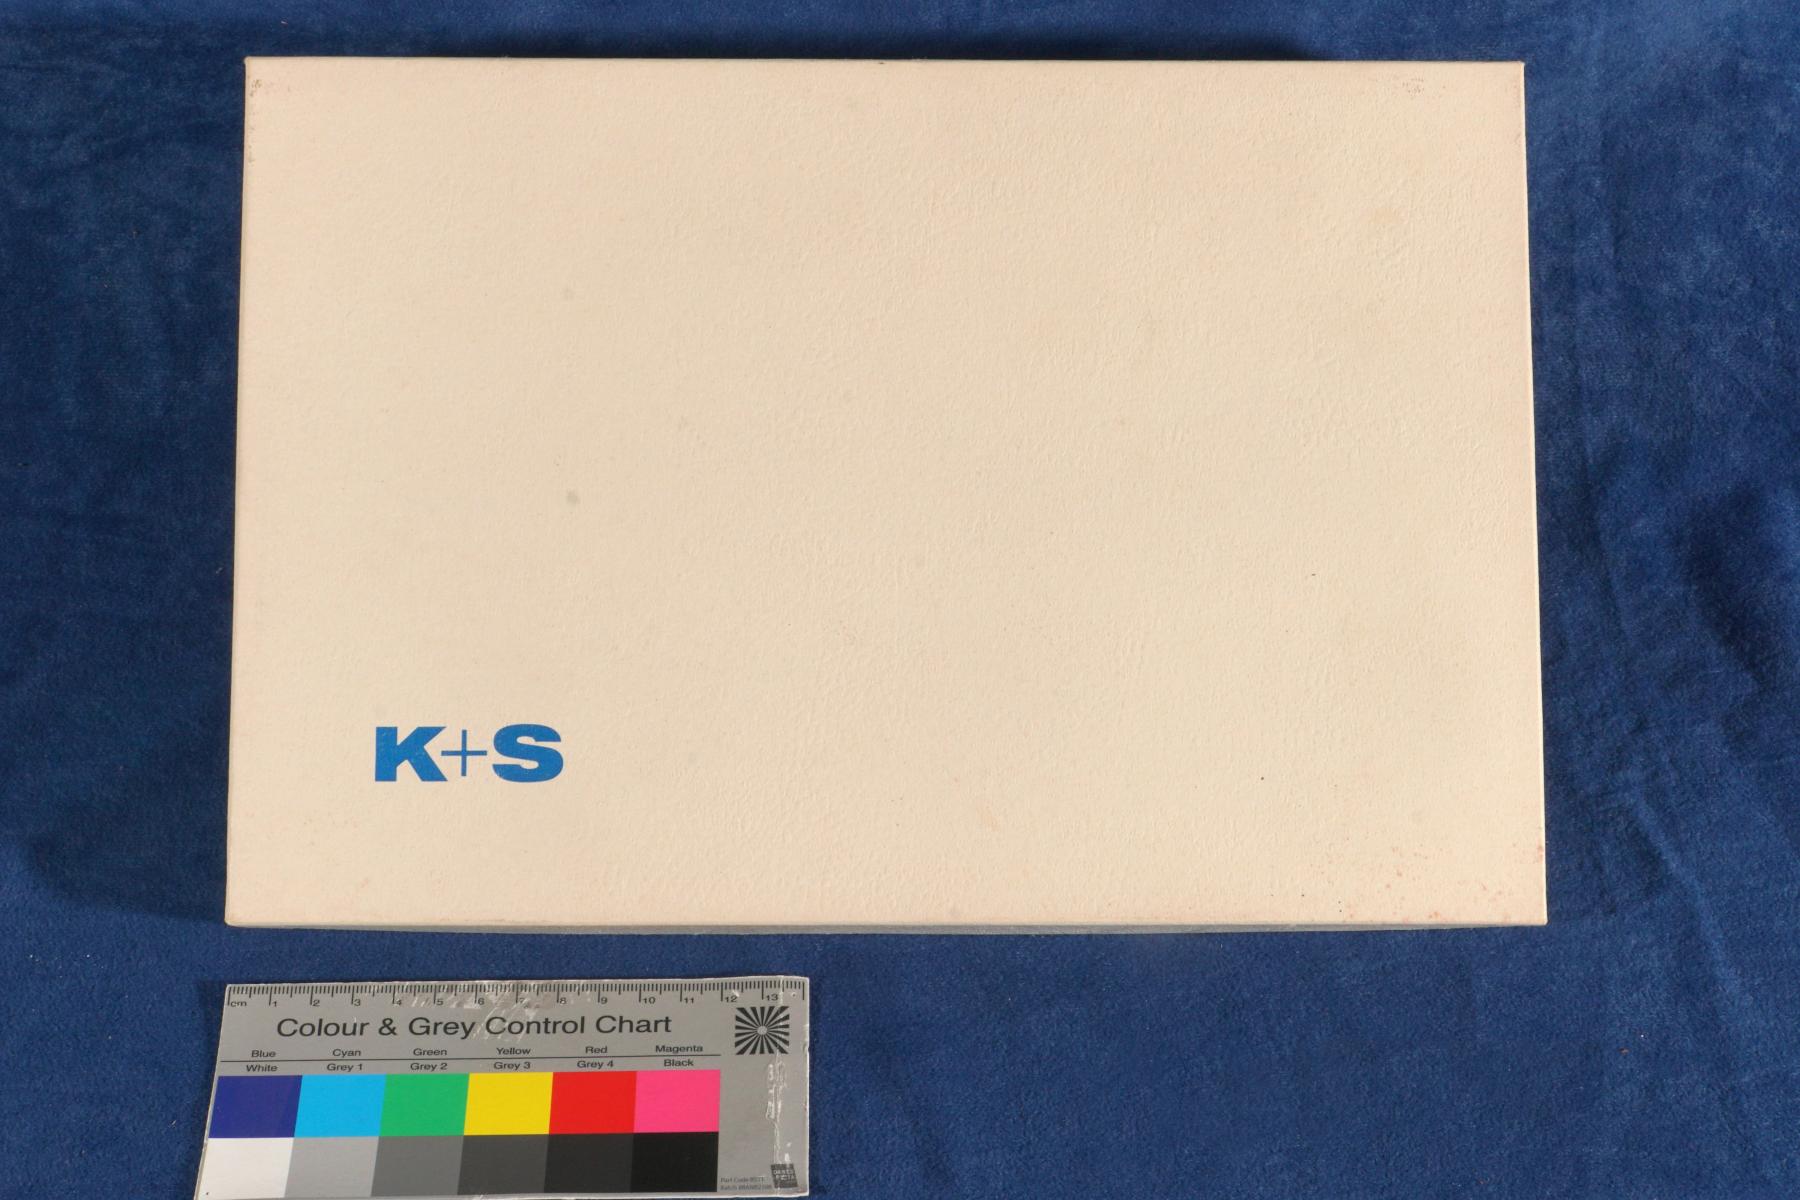 K+S
cm 1 2 3 4 5 6 7 8 9 10 11 12 13
Colour & Grey Control Chart
Blue Cyan Green Yellow Red Magenta
White Grey 1 Grey 2 Grey 3 Grey 4 Black